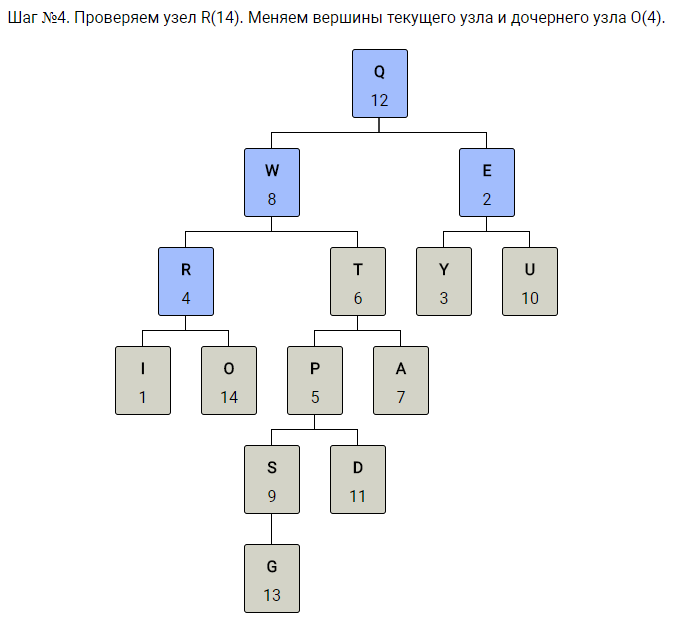 Шаг №4. Проверяем узел R(14). Меняем вершины текущего узла и дочернего узла O(4).
Q
12
W
8
E
2
R
4
T
6
Y
3
U
10
I
1
O
14
P
5
A
7
S
9
D
11
G
13